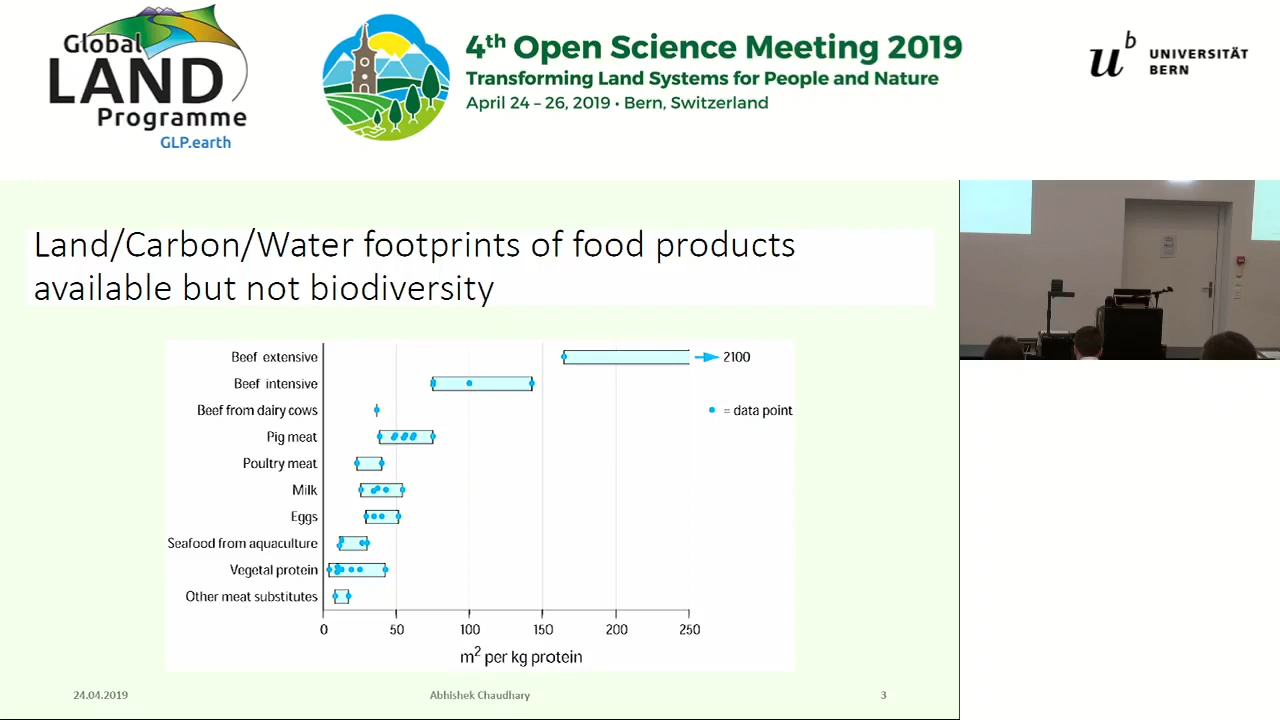 Global
LAND
Programme
GLP.earth
4th Open Science Meeting 2019
Transforming Land Systems for People and Nature
April 24 – 26, 2019 • Bern, Switzerland
u b
UNIVERSITÄT
BERN
Land/Carbon/Water footprints of food products
available but not biodiversity
Beef extensive
2100
Beef intensive
Beef from dairy cows
= data point
Pig meat
Poultry meat
Milk
Eggs
Seafood from aquaculture
Vegetal protein
Other meat substitutes
0 50 100 150 200 250
m² per kg protein
24.04.2019 Abhishek Chaudhary 3